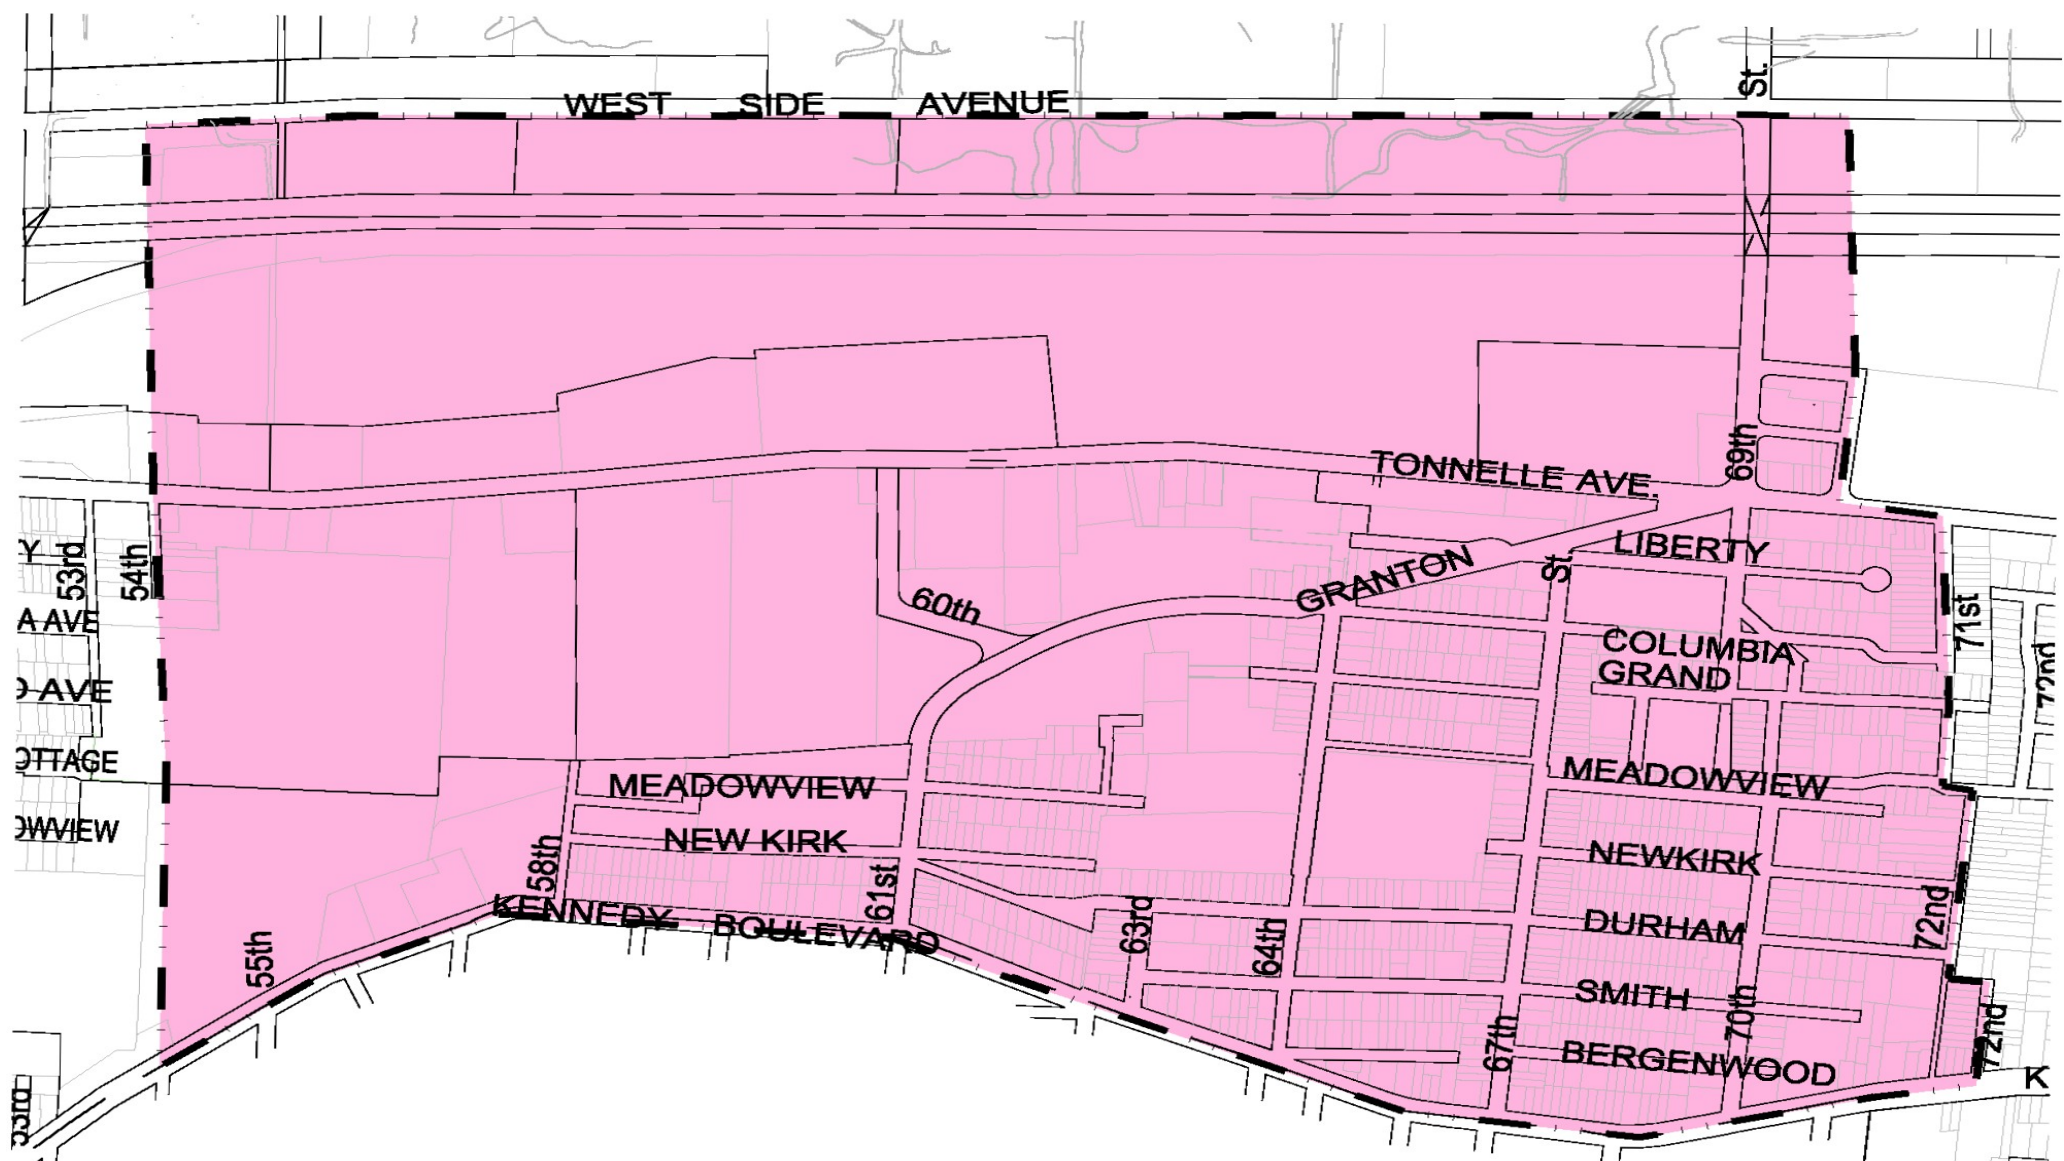 St.
WEST SIDE AVENUE
TONNELLE AVE.
69th
53rd
54th
Y
LIBERTY
GRANTON
St.
60th
A AVE
71st
COLUMBIA
GRAND
72nd
AVE
OTTAGE
MEADOWVIEW
MEADOWVIEW
OWVIEW
NEW KIRK
NEWKIRK
58th
61st
KENNEDY BOULEVARD
63rd
64th
DURHAM
72nd
55th
SMITH
70th
67th
72nd
BERGENWOOD
K
53rd